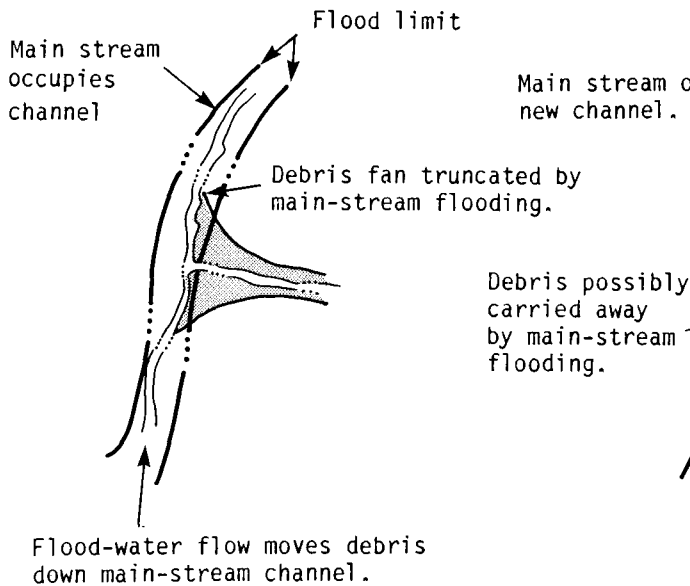 Flood limit
Main stream
occupies
channel
Main stream o
new channel.
Debris fan truncated by
main-stream flooding.
Debris possibly
carried away
by main-stream
flooding.
Flood-water flow moves debris
down main-stream channel.